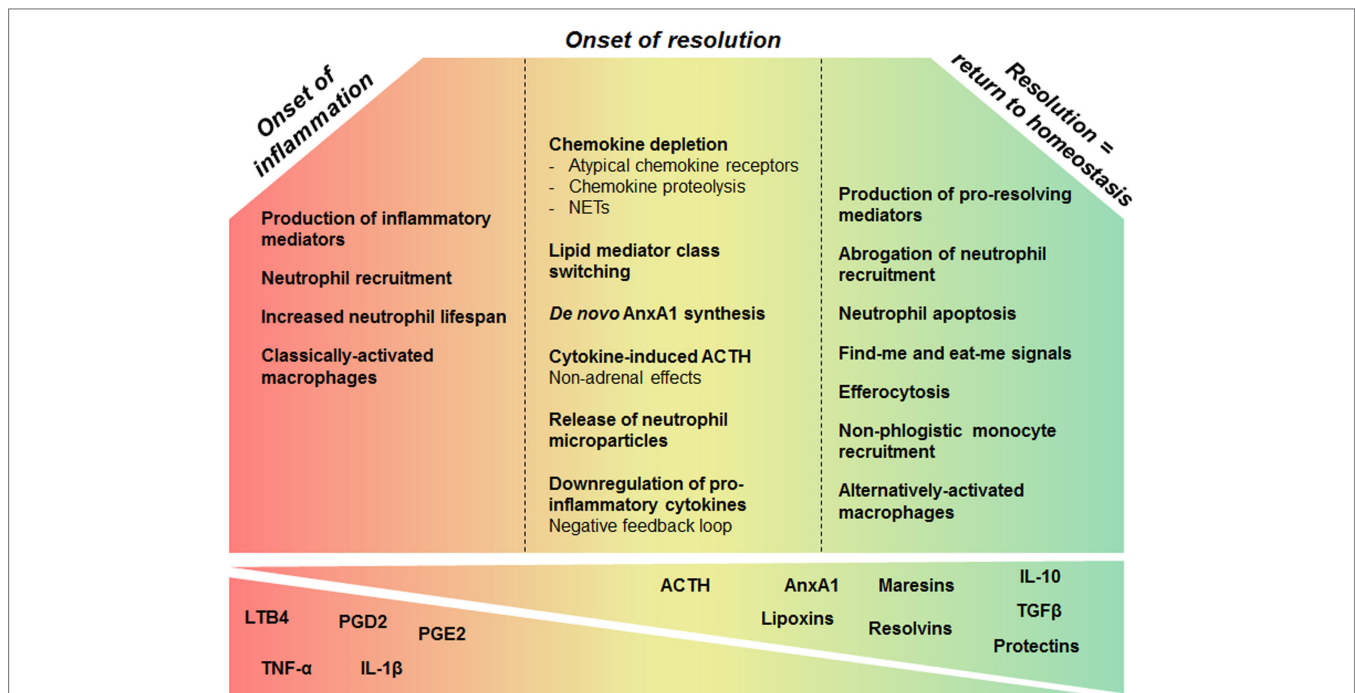 Onset of resolution
Onset of
inflammation
Resolution =
return to homeostasis
Production of inflammatory
mediators
Neutrophil recruitment
Increased neutrophil lifespan
Classically-activated
macrophages
Chemokine depletion
- Atypical chemokine receptors
- Chemokine proteolysis
- NETs
Lipid mediator class
switching
De novo AnxA1 synthesis
Cytokine-induced ACTH
Non-adrenal effects
Release of neutrophil
microparticles
Downregulation of pro-
inflammatory cytokines
Negative feedback loop
Production of pro-resolving
mediators
Abrogation of neutrophil
recruitment
Neutrophil apoptosis
Find-me and eat-me signals
Efferocytosis
Non-phlogistic monocyte
recruitment
Alternatively-activated
macrophages
LTB4
PGD2
PGE2
TNF-α
IL-1β
ACTH
AnxA1
Lipoxins
Maresins
Resolvins
IL-10
TGFβ
Protectins